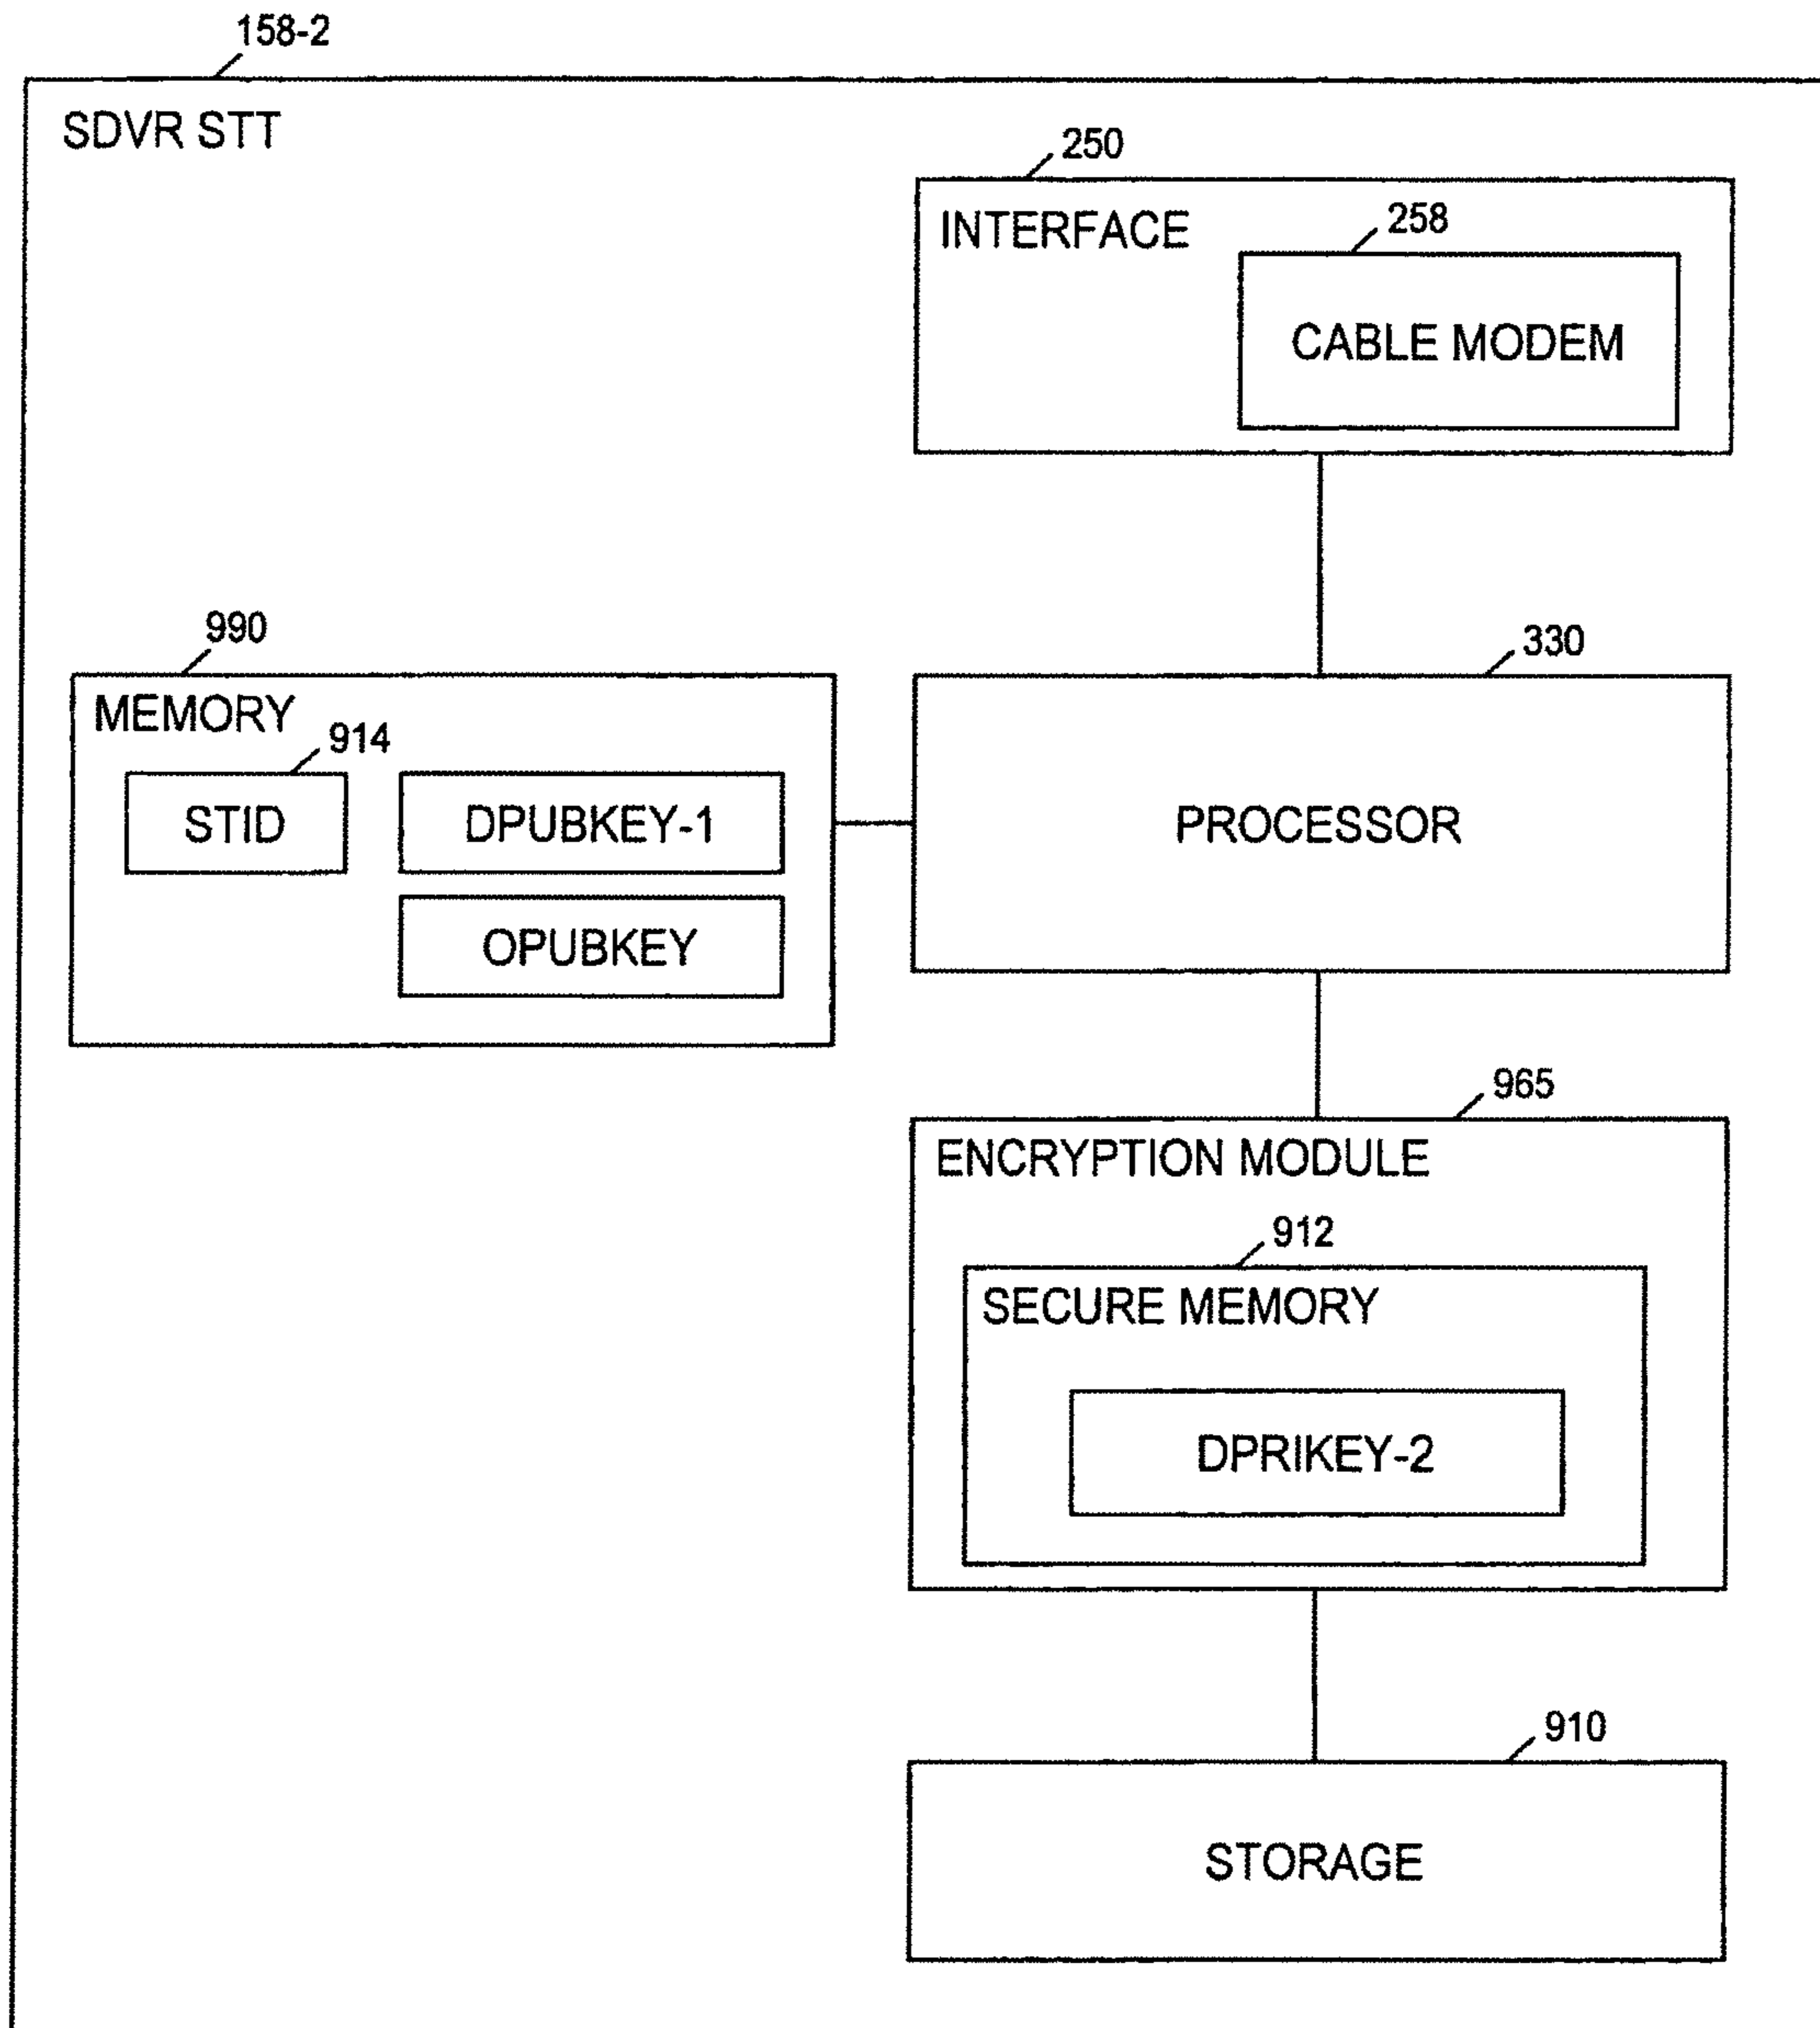 158-2
SDVR STT
250
INTERFACE
258
CABLE MODEM
990
330
MEMORY
914
STID
DPUBKEY-1
PROCESSOR
OPUBKEY
965
ENCRYPTION MODULE
912
SECURE MEMORY
DPRIKEY-2
910
STORAGE